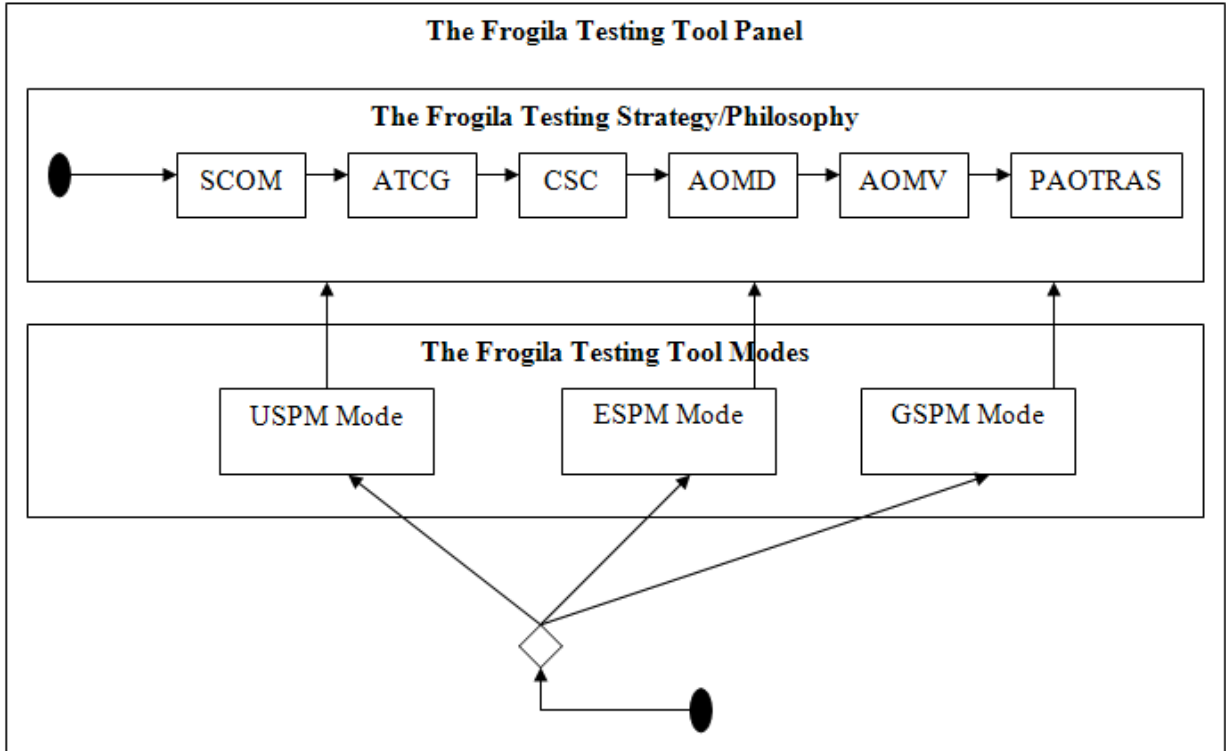 The Frogila Testing Tool Panel
The Frogila Testing Strategy/Philosophy
SCOM
ATCG
CSC
AOMD
AOMV
PAOTRAS
The Frogila Testing Tool Modes
USPM Mode
ESPM Mode
GSPM Mode